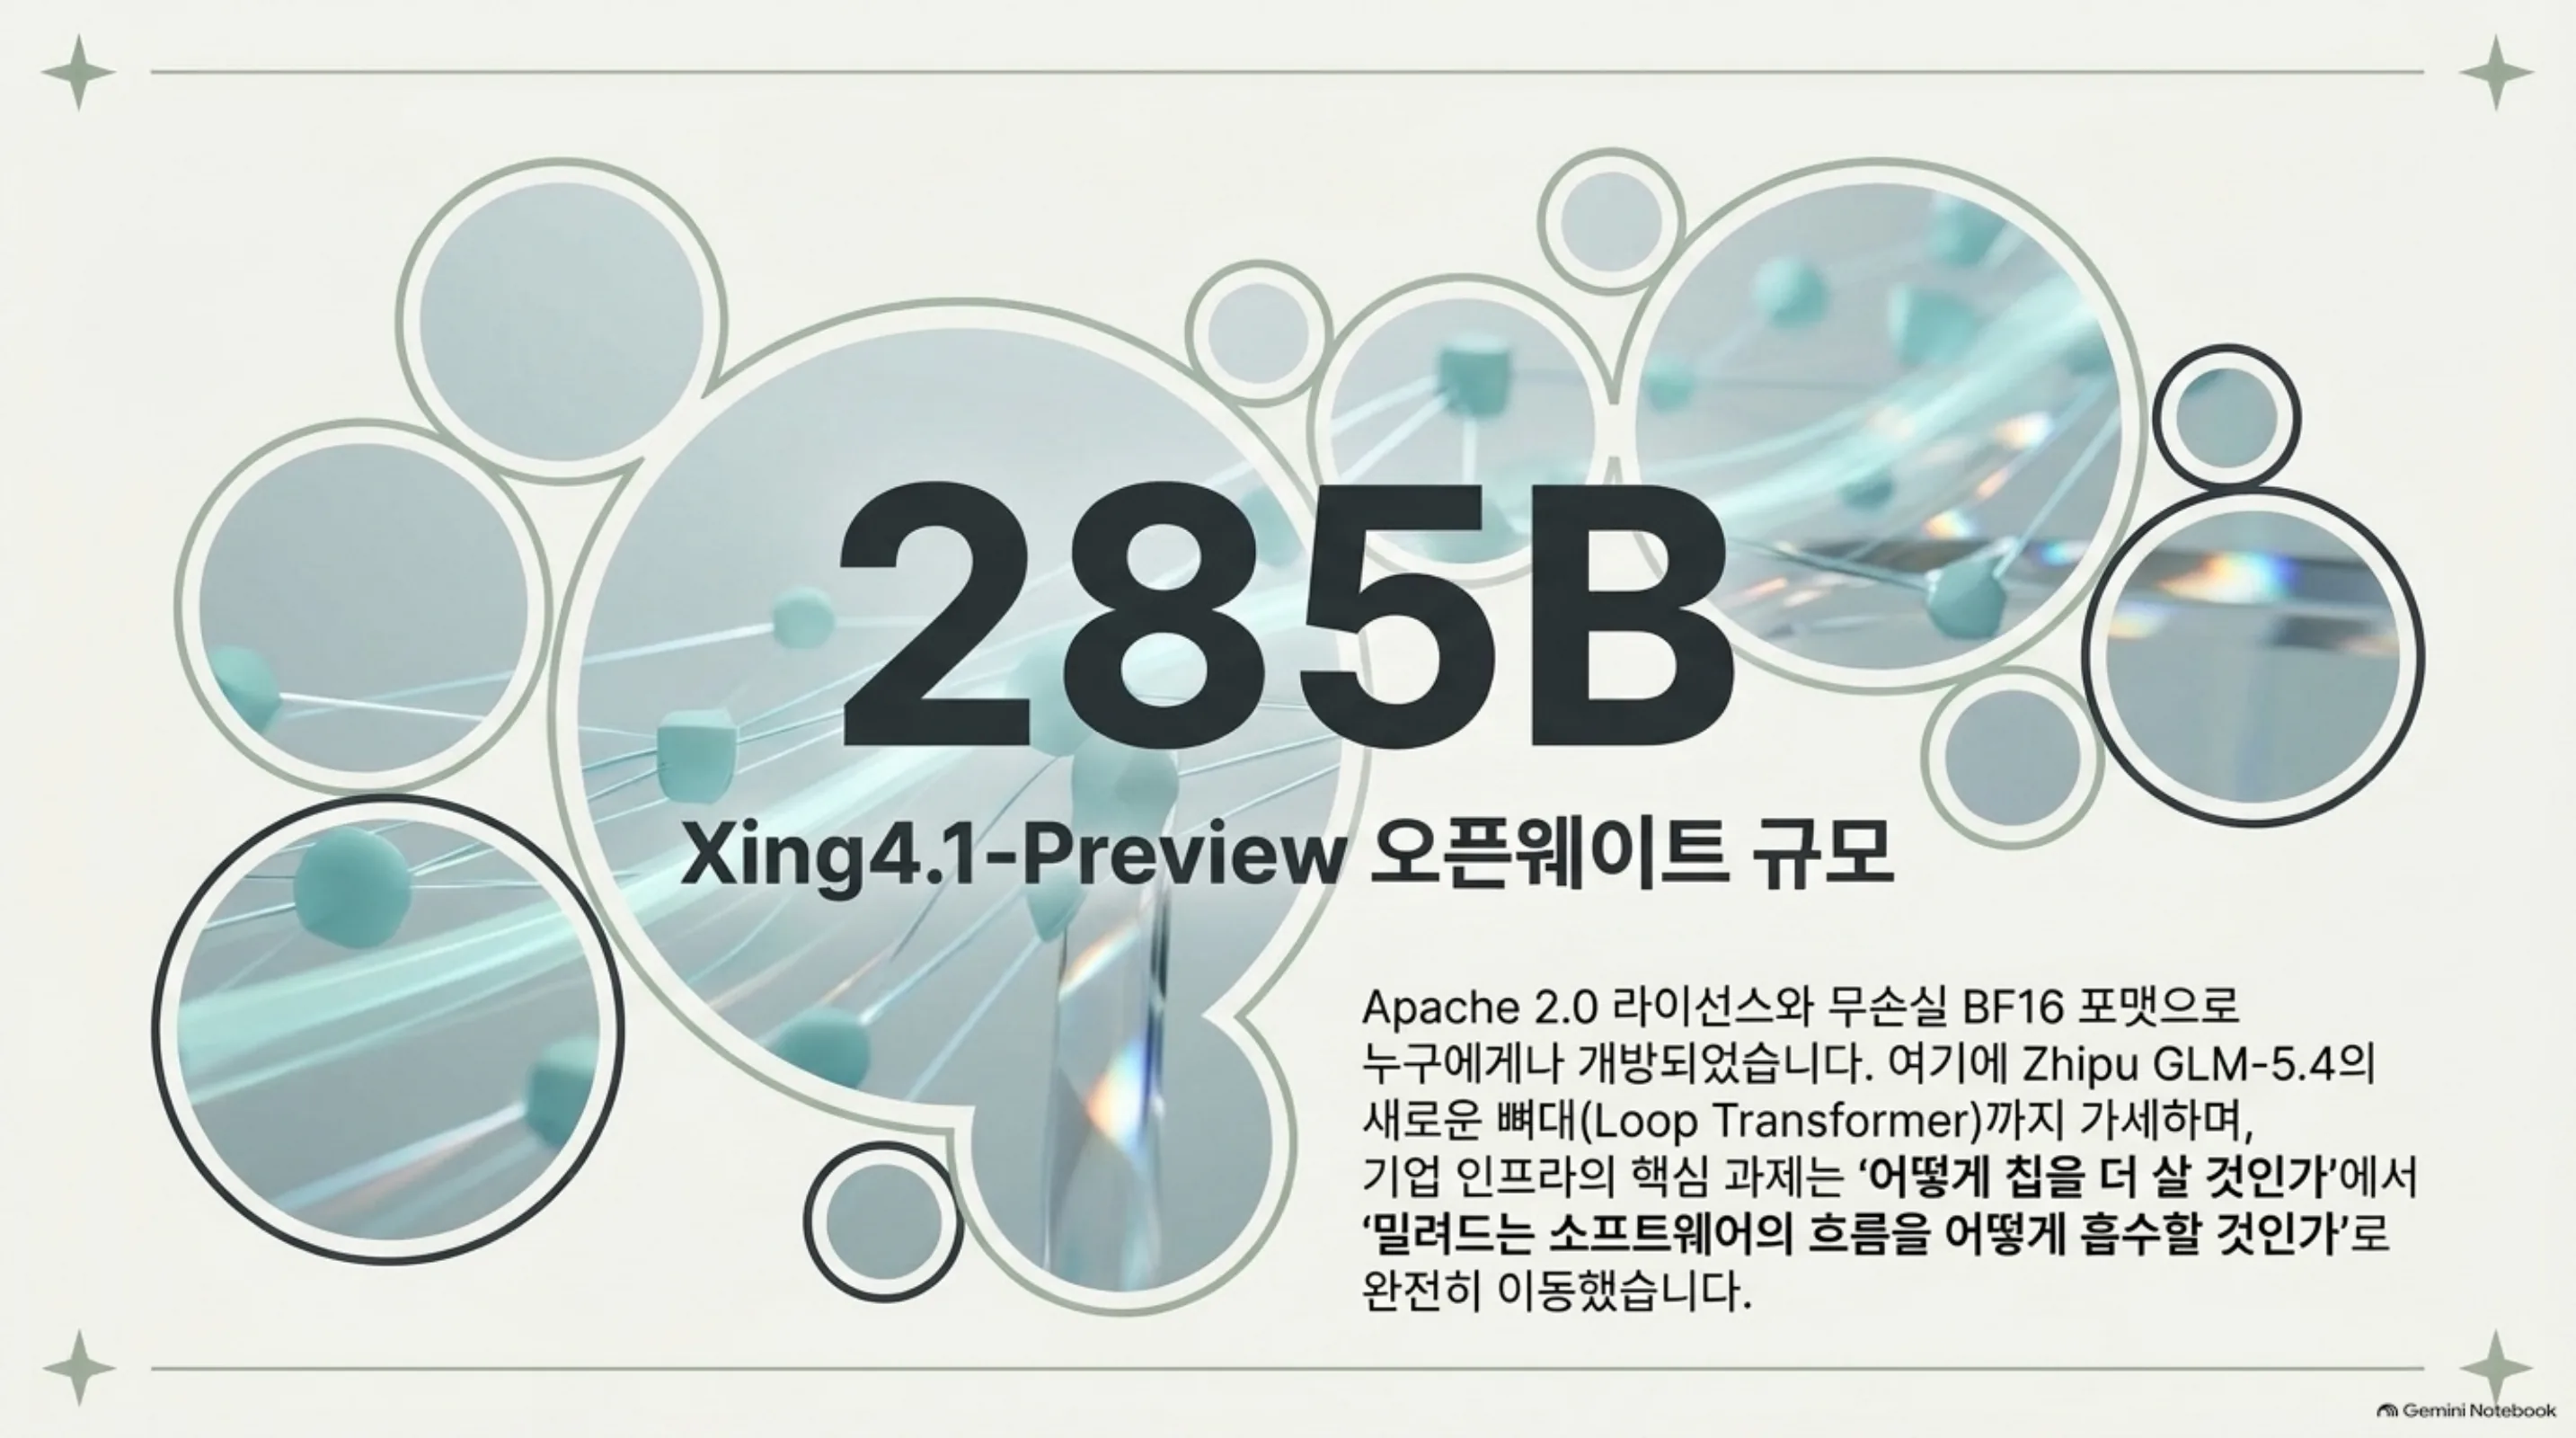 285B
Xing4.1-Preview 오픈웨이트 규모
Apache 2.0 라이선스와 무손실 BF16 포맷으로
누구에게나 개방되었습니다. 여기에 Zhipu GLM-5.4의
새로운 뼈대(Loop Transformer)까지 가세하며,
기업 인프라의 핵심 과제는 ‘어떻게 칩을 더 살 것인가’에서
‘밀려드는 소프트웨어의 흐름을 어떻게 흡수할 것인가’로
완전히 이동했습니다.
Gemini Notebook